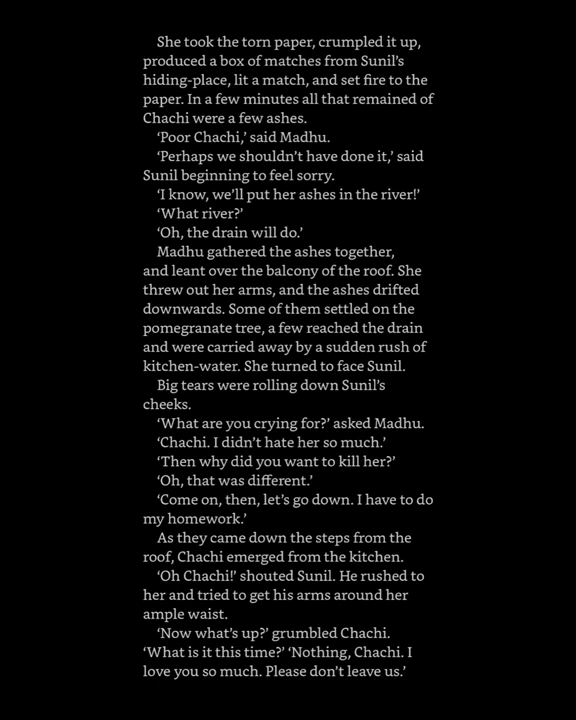 She took the torn paper, crumpled it up,
produced a box of matches from Sunil’s
hiding-place, lit a match, and set fire to the
paper. In a few minutes all that remained of
Chachi were a few ashes.
‘Poor Chachi,’ said Madhu.
‘Perhaps we shouldn’t have done it,’ said
Sunil beginning to feel sorry.
‘I know, we’ll put her ashes in the river!’
‘What river?’
‘Oh, the drain will do.’
Madhu gathered the ashes together,
and leant over the balcony of the roof. She
threw out her arms, and the ashes drifted
downwards. Some of them settled on the
pomegranate tree, a few reached the drain
and were carried away by a sudden rush of
kitchen-water. She turned to face Sunil.
Big tears were rolling down Sunil’s
cheeks.
‘What are you crying for?’ asked Madhu.
‘Chachi. I didn’t hate her so much.’
‘Then why did you want to kill her?’
‘Oh, that was different.’
‘Come on, then, let’s go down. I have to do
my homework.’
As they came down the steps from the
roof, Chachi emerged from the kitchen.
‘Oh Chachi!’ shouted Sunil. He rushed to
her and tried to get his arms around her
ample waist.
‘Now what’s up?’ grumbled Chachi.
‘What is it this time?’ ‘Nothing, Chachi. I
love you so much. Please don’t leave us.’